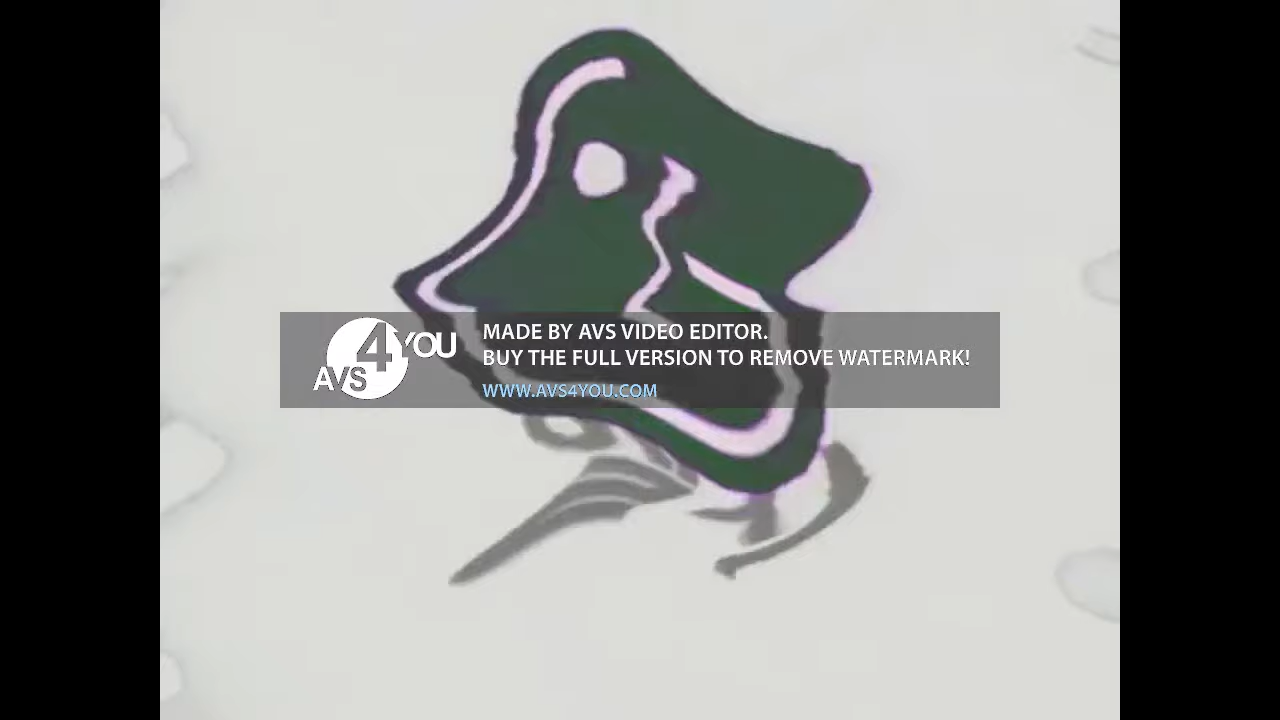 AVS4YOU
MADE BY AVS VIDEO EDITOR.
BUY THE FULL VERSION TO REMOVE WATERMARK!
WWW.AVS4YOU.COM